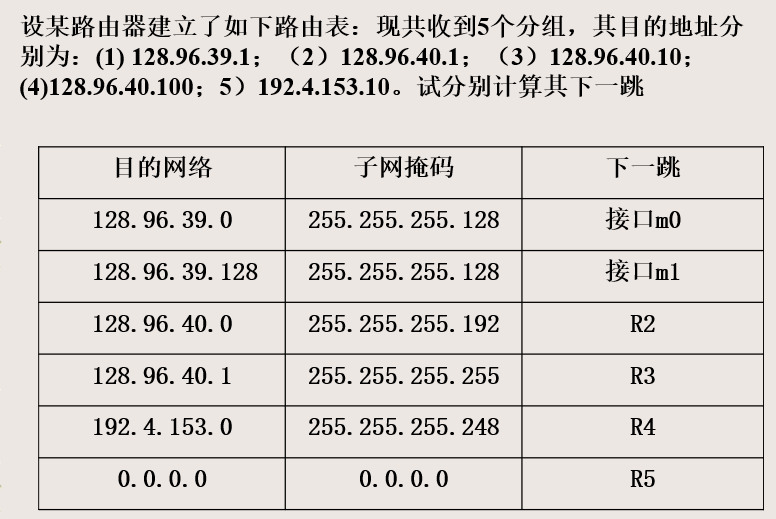 设某路由器建立了如下路由表：现共收到5个分组，其目的地址分
别为：(1) 128.96.39.1；（2）128.96.40.1；（3）128.96.40.10；
(4)128.96.40.100；5）192.4.153.10。试分别计算其下一跳
目的网络 子网掩码 下一跳
128.96.39.0 255.255.255.128 接口m0
128.96.39.128 255.255.255.128 接口m1
128.96.40.0 255.255.255.192 R2
128.96.40.1 255.255.255.255 R3
192.4.153.0 255.255.255.248 R4
0.0.0.0 0.0.0.0 R5